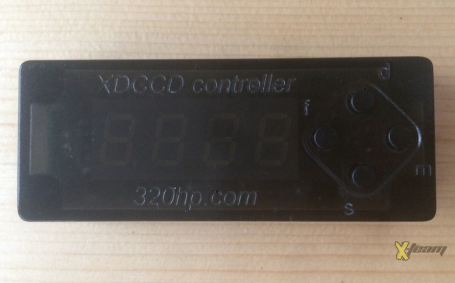 XDCCD controller
d
f
m
320hp.com
s
X-team